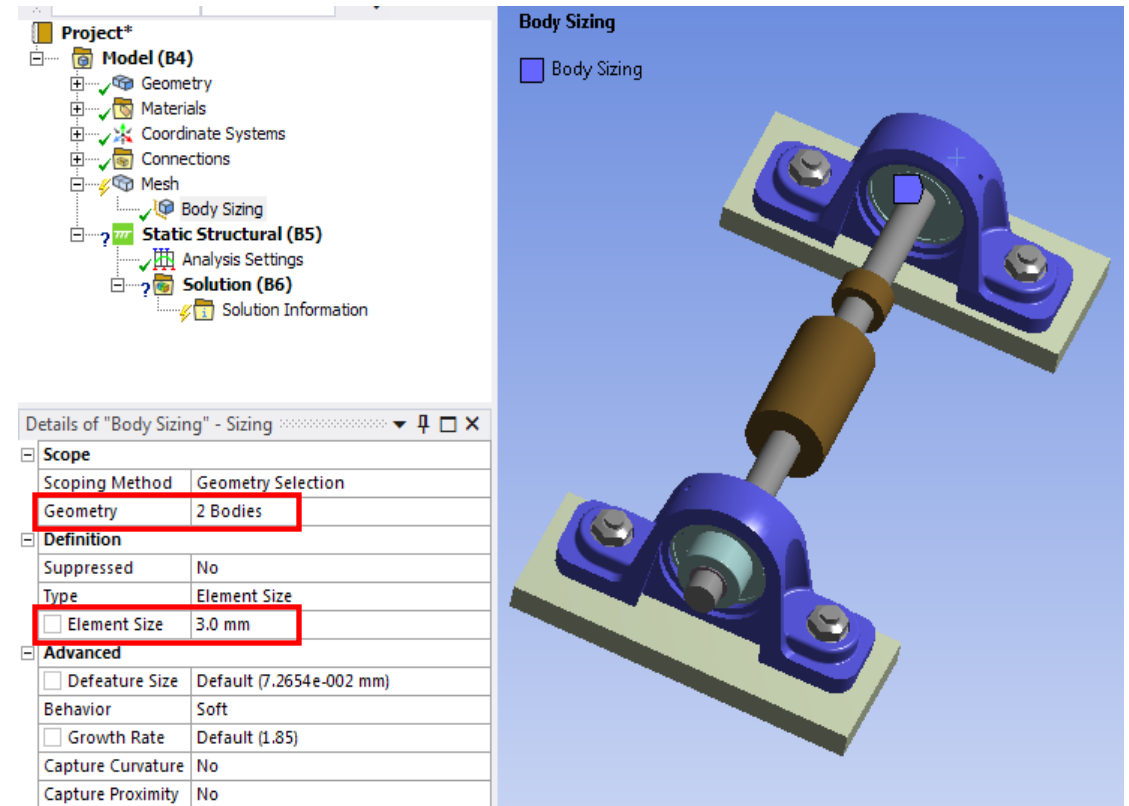 Project*
Model (B4)
Geometry
Materials
Coordinate Systems
Connections
Mesh
Body Sizing
Static Structural (B5)
Analysis Settings
Solution (B6)
Solution Information
Details of "Body Sizing" - Sizing
Scope
Scoping Method Geometry Selection
Geometry 2 Bodies
Definition
Suppressed No
Type Element Size
Element Size 3.0 mm
Advanced
Defeature Size Default (7.2654e-002 mm)
Behavior Soft
Growth Rate Default (1.85)
Capture Curvature No
Capture Proximity No
Body Sizing
Body Sizing